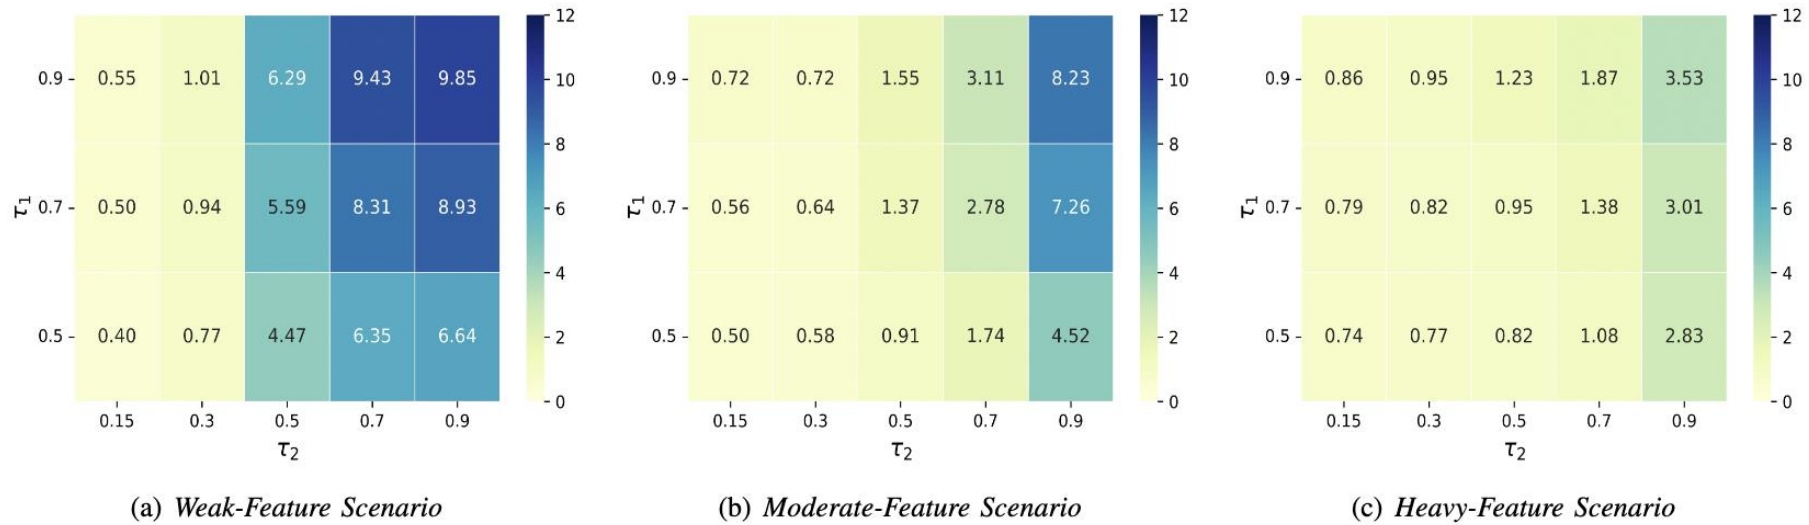 12
0.9 0.55 1.01 6.29 9.43 9.85
10
8
τ₁ 0.7 0.50 0.94 5.59 8.31 8.93
6
4
0.5 0.40 0.77 4.47 6.35 6.64
2
0
0.15 0.3 0.5 0.7 0.9
τ₂
(a) Weak-Feature Scenario
12
0.9 0.72 0.72 1.55 3.11 8.23
10
8
τ₁ 0.7 0.56 0.64 1.37 2.78 7.26
6
4
0.5 0.50 0.58 0.91 1.74 4.52
2
0
0.15 0.3 0.5 0.7 0.9
τ₂
(b) Moderate-Feature Scenario
12
0.9 0.86 0.95 1.23 1.87 3.53
10
8
τ₁ 0.7 0.79 0.82 0.95 1.38 3.01
6
4
0.5 0.74 0.77 0.82 1.08 2.83
2
0
0.15 0.3 0.5 0.7 0.9
τ₂
(c) Heavy-Feature Scenario